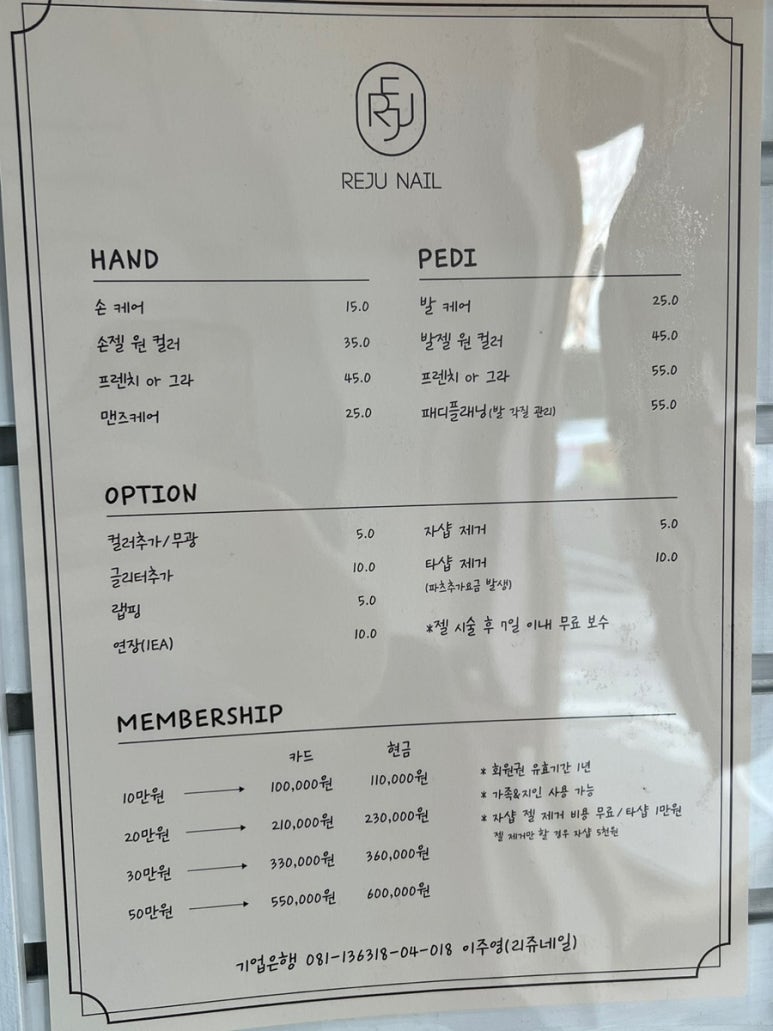 REJU
REJU NAIL
HAND
손 케어 15.0
손젤 원 컬러 35.0
프렌치 or 그라 45.0
맨즈케어 25.0
PEDI
발 케어 25.0
발젤 원 컬러 45.0
프렌치 or 그라 55.0
패디플래닝(발 각질 관리) 55.0
OPTION
컬러추가/무광 5.0
글리터추가 10.0
랩핑 5.0
연장(1EA) 10.0
자샵 제거 5.0
타샵 제거 10.0
(파츠추가요금 발생)
*젤 시술 후 7일 이내 무료 보수
MEMBERSHIP
카드 현금
10만원 → 100,000원 110,000원
20만원 → 210,000원 230,000원
30만원 → 330,000원 360,000원
50만원 → 550,000원 600,000원
* 회원권 유효기간 1년
* 가족&지인 사용 가능
* 자샵 젤 제거 비용 무료/타샵 1만원
젤 제거만 할 경우 자샵 5천원
기업은행 081-136318-04-018 이주영(리쥬네일)